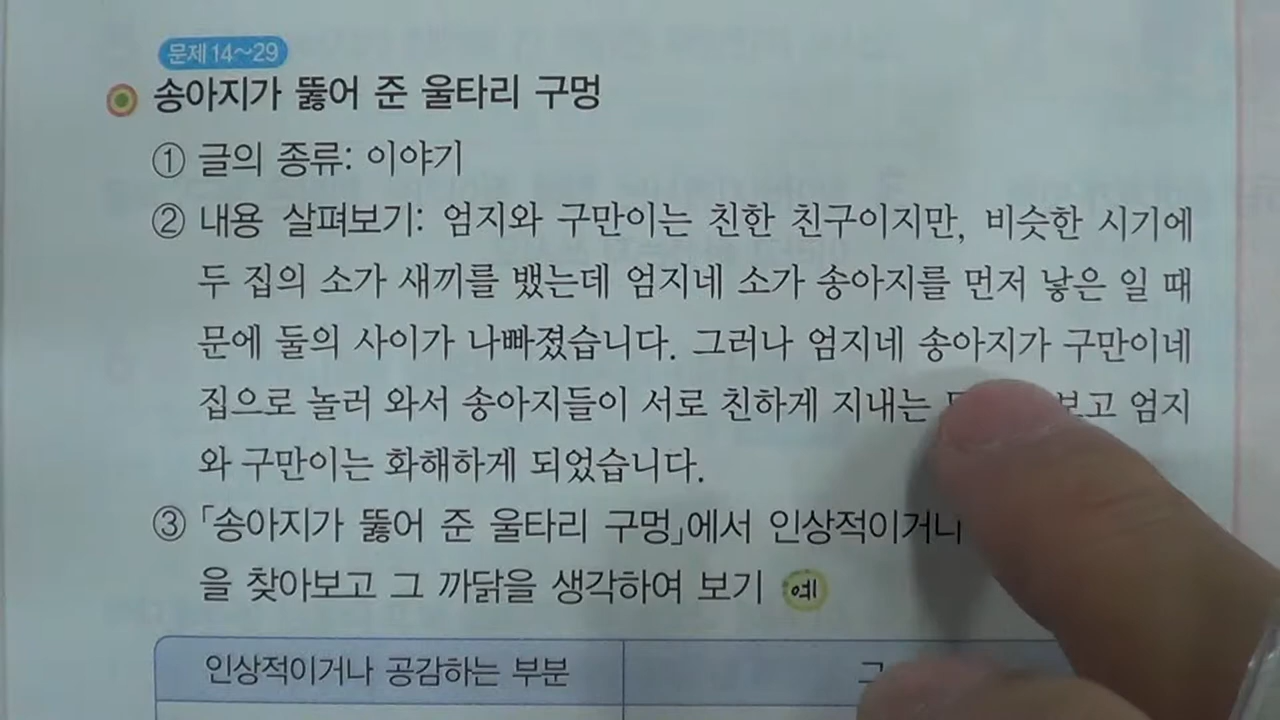 문제 14~29
송아지가 뚫어 준 울타리 구멍
① 글의 종류: 이야기
② 내용 살펴보기: 엄지와 구만이는 친한 친구이지만, 비슷한 시기에
두 집의 소가 새끼를 뱄는데 엄지네 소가 송아지를 먼저 낳은 일 때
문에 둘의 사이가 나빠졌습니다. 그러나 엄지네 송아지가 구만이네
집으로 놀러 와서 송아지들이 서로 친하게 지내는 보고 엄지
와 구만이는 화해하게 되었습니다.
③ 「송아지가 뚫어 준 울타리 구멍」에서 인상적이거나
을 찾아보고 그 까닭을 생각하여 보기 예
인상적이거나 공감하는 부분 그